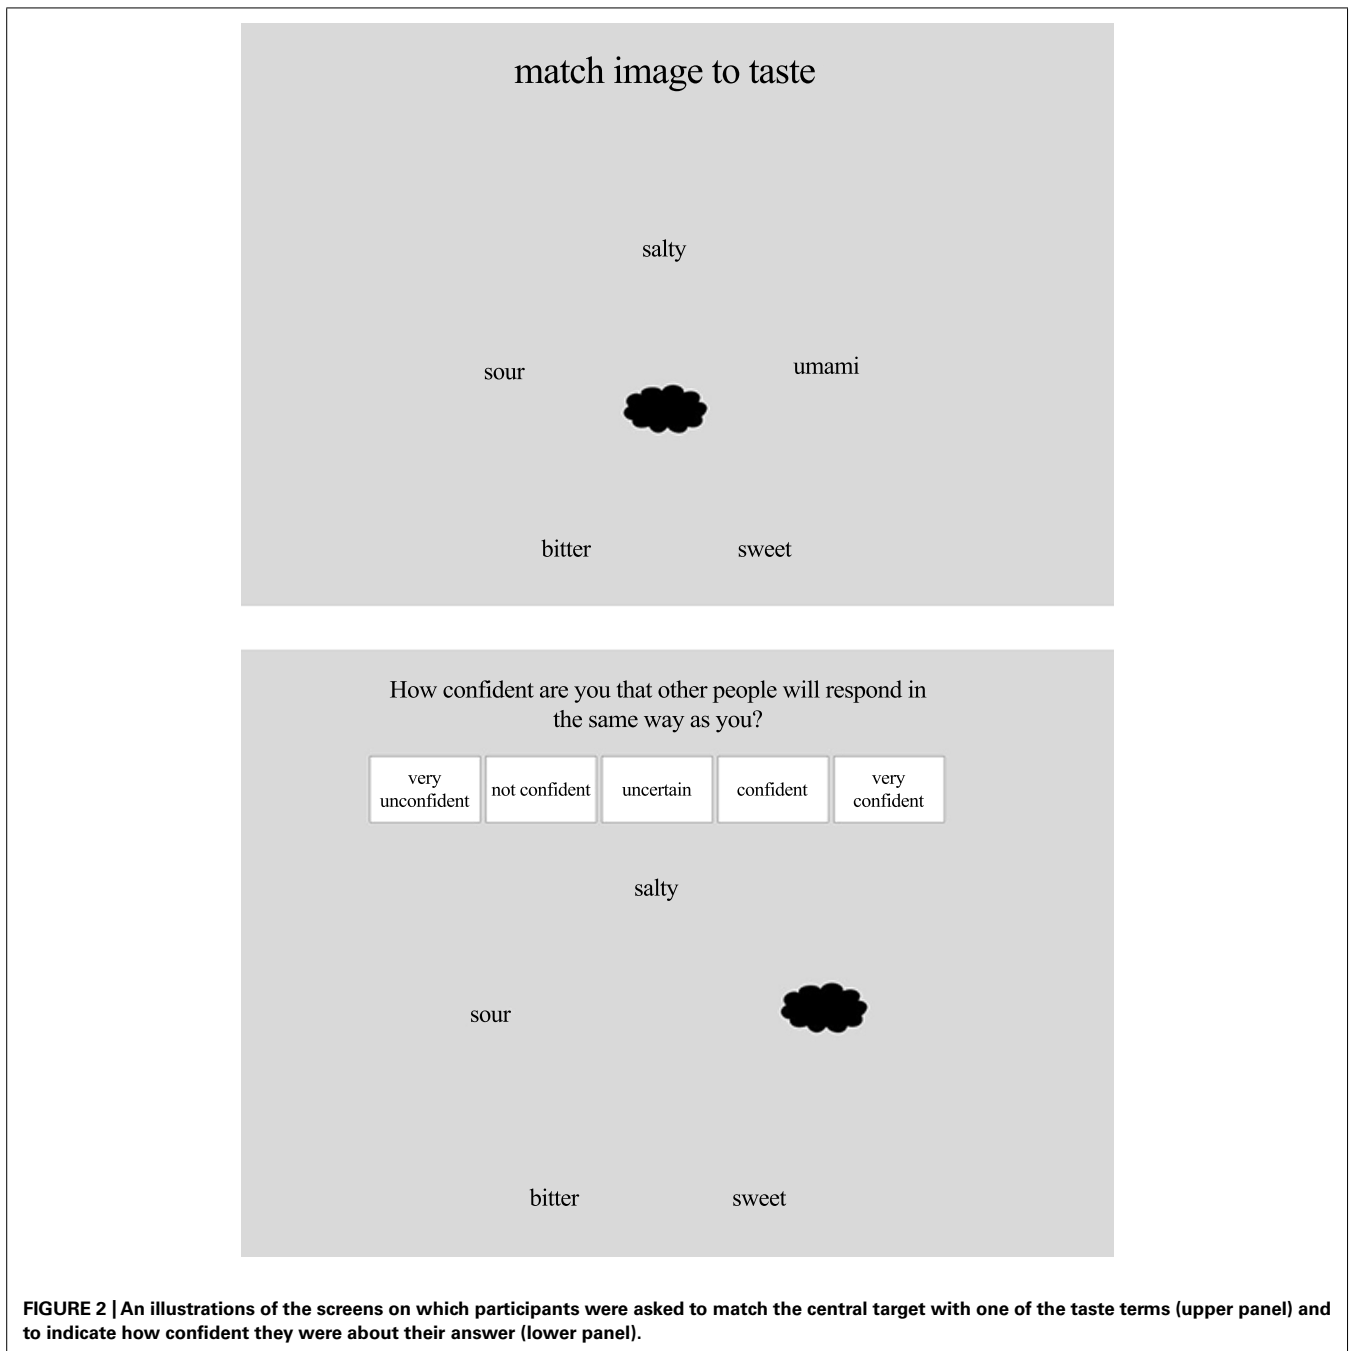 match image to taste
salty
sour
umami
bitter sweet
How confident are you that other people will respond in
the same way as you?
very
unconfident
not confident
uncertain
confident
very
confident
salty
sour
bitter sweet
FIGURE 2 | An illustrations of the screens on which participants were asked to match the central target with one of the taste terms (upper panel) and
to indicate how confident they were about their answer (lower panel).